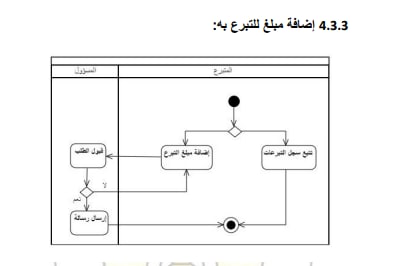 4.3.3 إضافة مبلغ للتبرع به:
المتبرع
المسؤول
تتبع سجل التبرعات
إضافة مبلغ التبرع
قبول الطلب
لا
نعم
إرسال رسالة